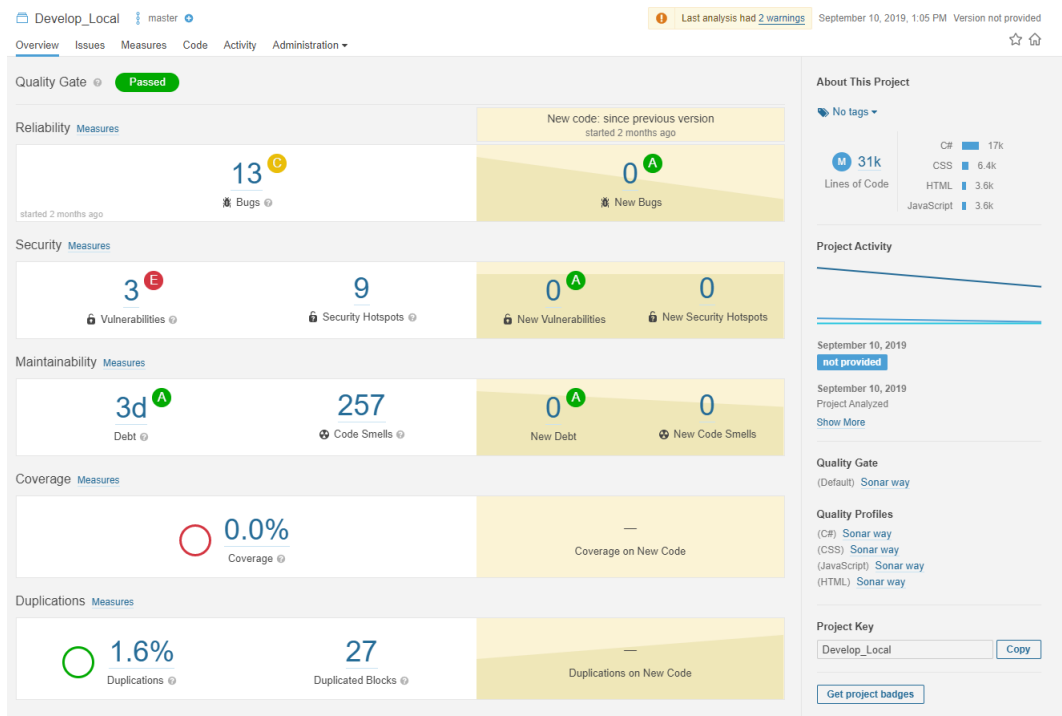 Develop_Local master
Last analysis had 2 warnings September 10, 2019, 1:05 PM Version not provided
Overview Issues Measures Code Activity Administration
Quality Gate Passed
New code: since previous version
started 2 months ago
Reliability Measures
13 C
Bugs
started 2 months ago
0 A
New Bugs
Security Measures
3 E
Vulnerabilities
9
Security Hotspots
0 A
New Vulnerabilities
0
New Security Hotspots
Maintainability Measures
3d A
Debt
257
Code Smells
0 A
New Debt
0
New Code Smells
Coverage Measures
0.0%
Coverage
—
Coverage on New Code
Duplications Measures
1.6%
Duplications
27
Duplicated Blocks
—
Duplications on New Code
About This Project
No tags
M 31k
Lines of Code
C# 17k
CSS 6.4k
HTML 3.6k
JavaScript 3.6k
Project Activity
September 10, 2019
not provided
September 10, 2019
Project Analyzed
Show More
Quality Gate
(Default) Sonar way
Quality Profiles
(C#) Sonar way
(CSS) Sonar way
(JavaScript) Sonar way
(HTML) Sonar way
Project Key
Develop_Local Copy
Get project badges